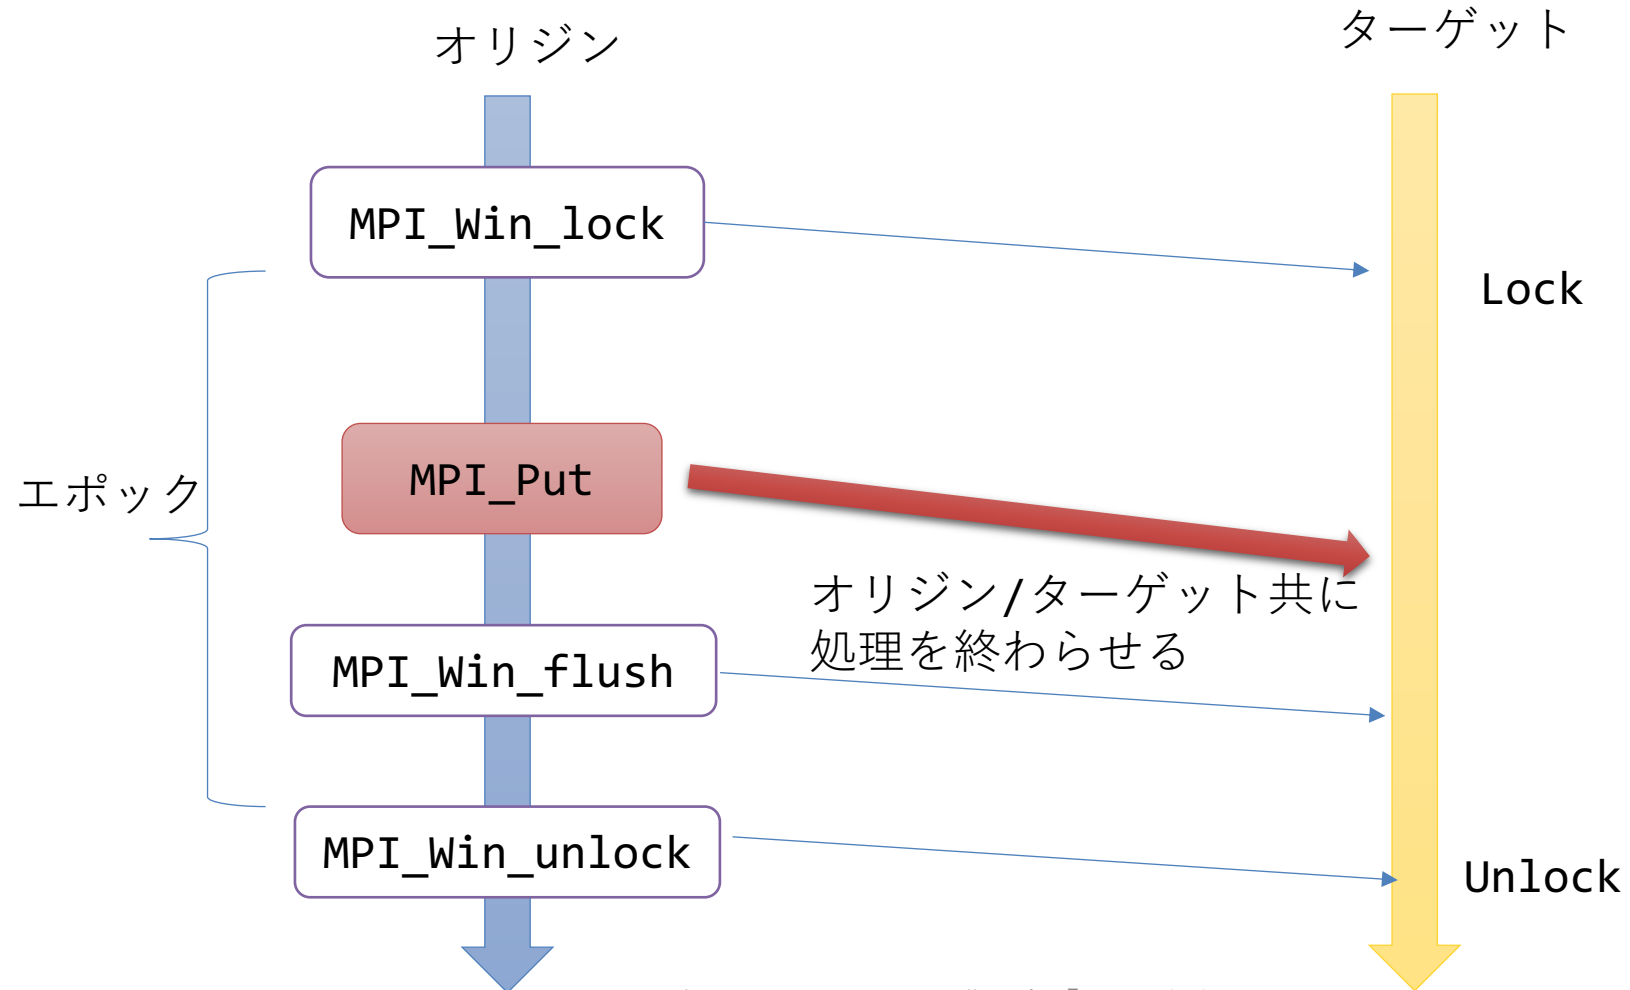 オリジン
ターゲット
MPI_Win_lock
Lock
エポック
MPI_Put
オリジン/ターゲット共に
処理を終わらせる
MPI_Win_flush
MPI_Win_unlock
Unlock